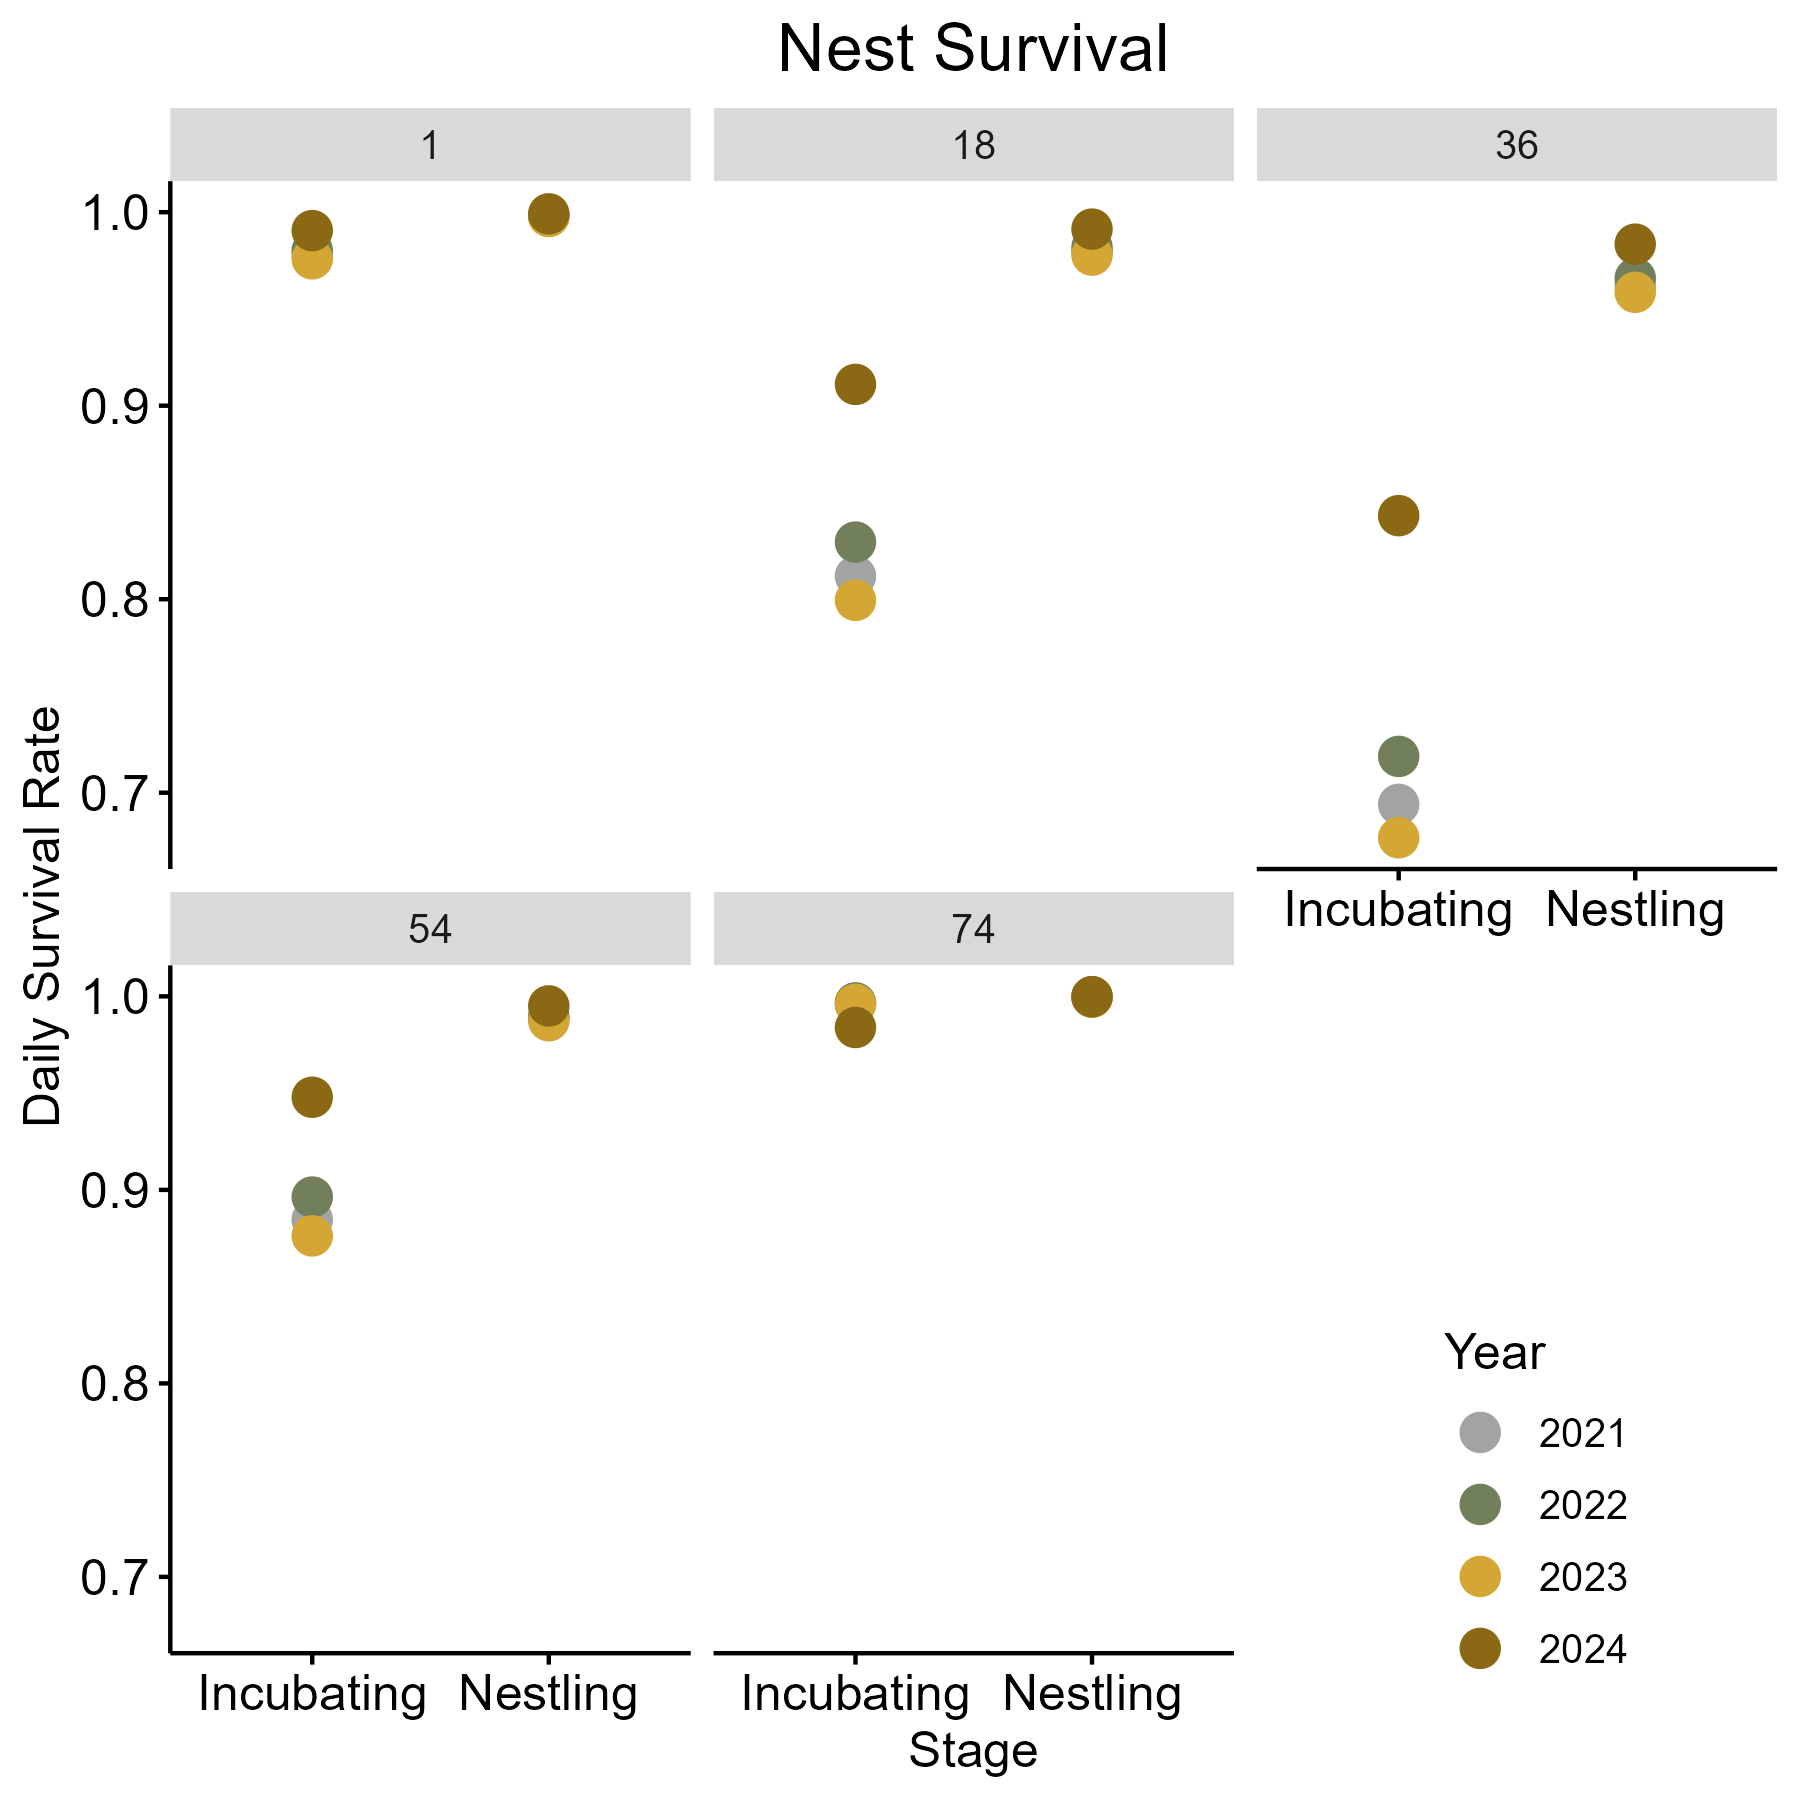 Nest Survival
1
18
36
1.0
0.9
0.8
0.7
Incubating
Nestling
Daily Survival Rate
54
74
1.0
0.9
0.8
0.7
Incubating
Nestling
Incubating
Nestling
Stage
Year
2021
2022
2023
2024